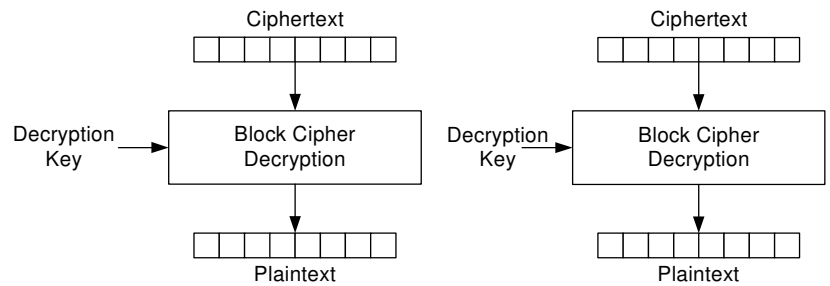 Ciphertext
Decryption
Key
Block Cipher
Decryption
Plaintext
Ciphertext
Decryption
Key
Block Cipher
Decryption
Plaintext